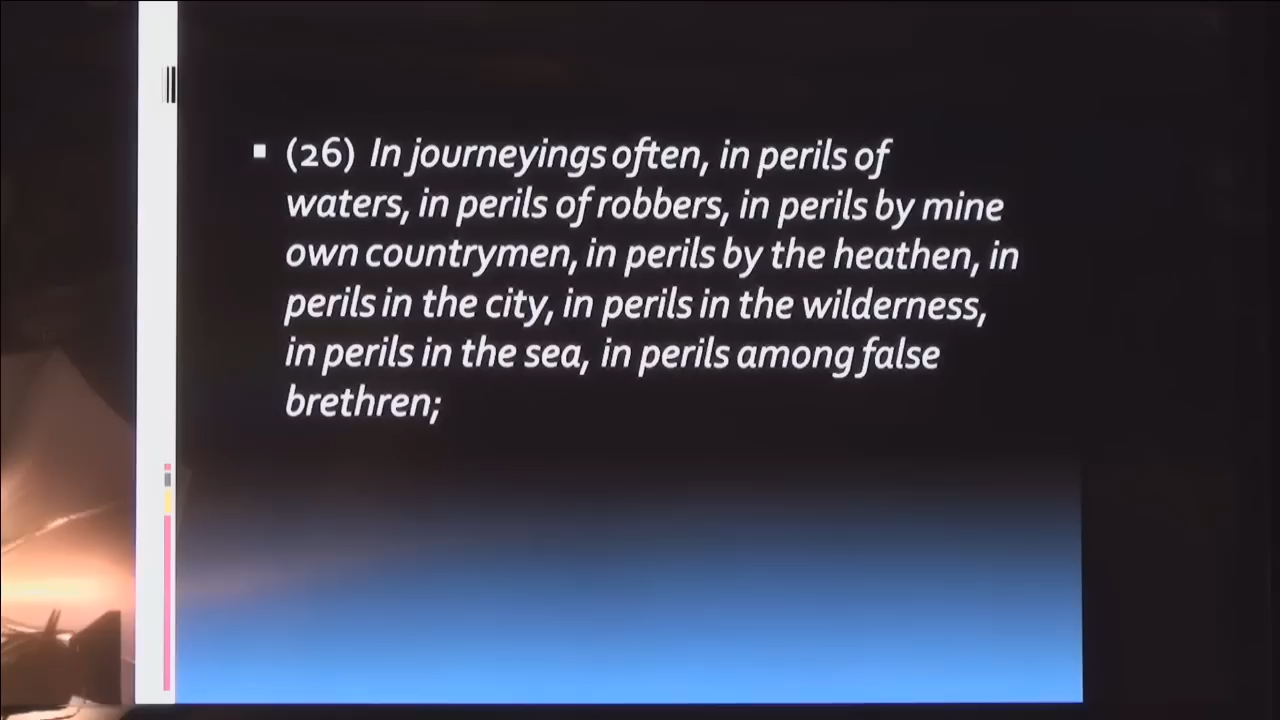 ▪ (26) In journeyings often, in perils of
waters, in perils of robbers, in perils by mine
own countrymen, in perils by the heathen, in
perils in the city, in perils in the wilderness,
in perils in the sea, in perils among false
brethren;